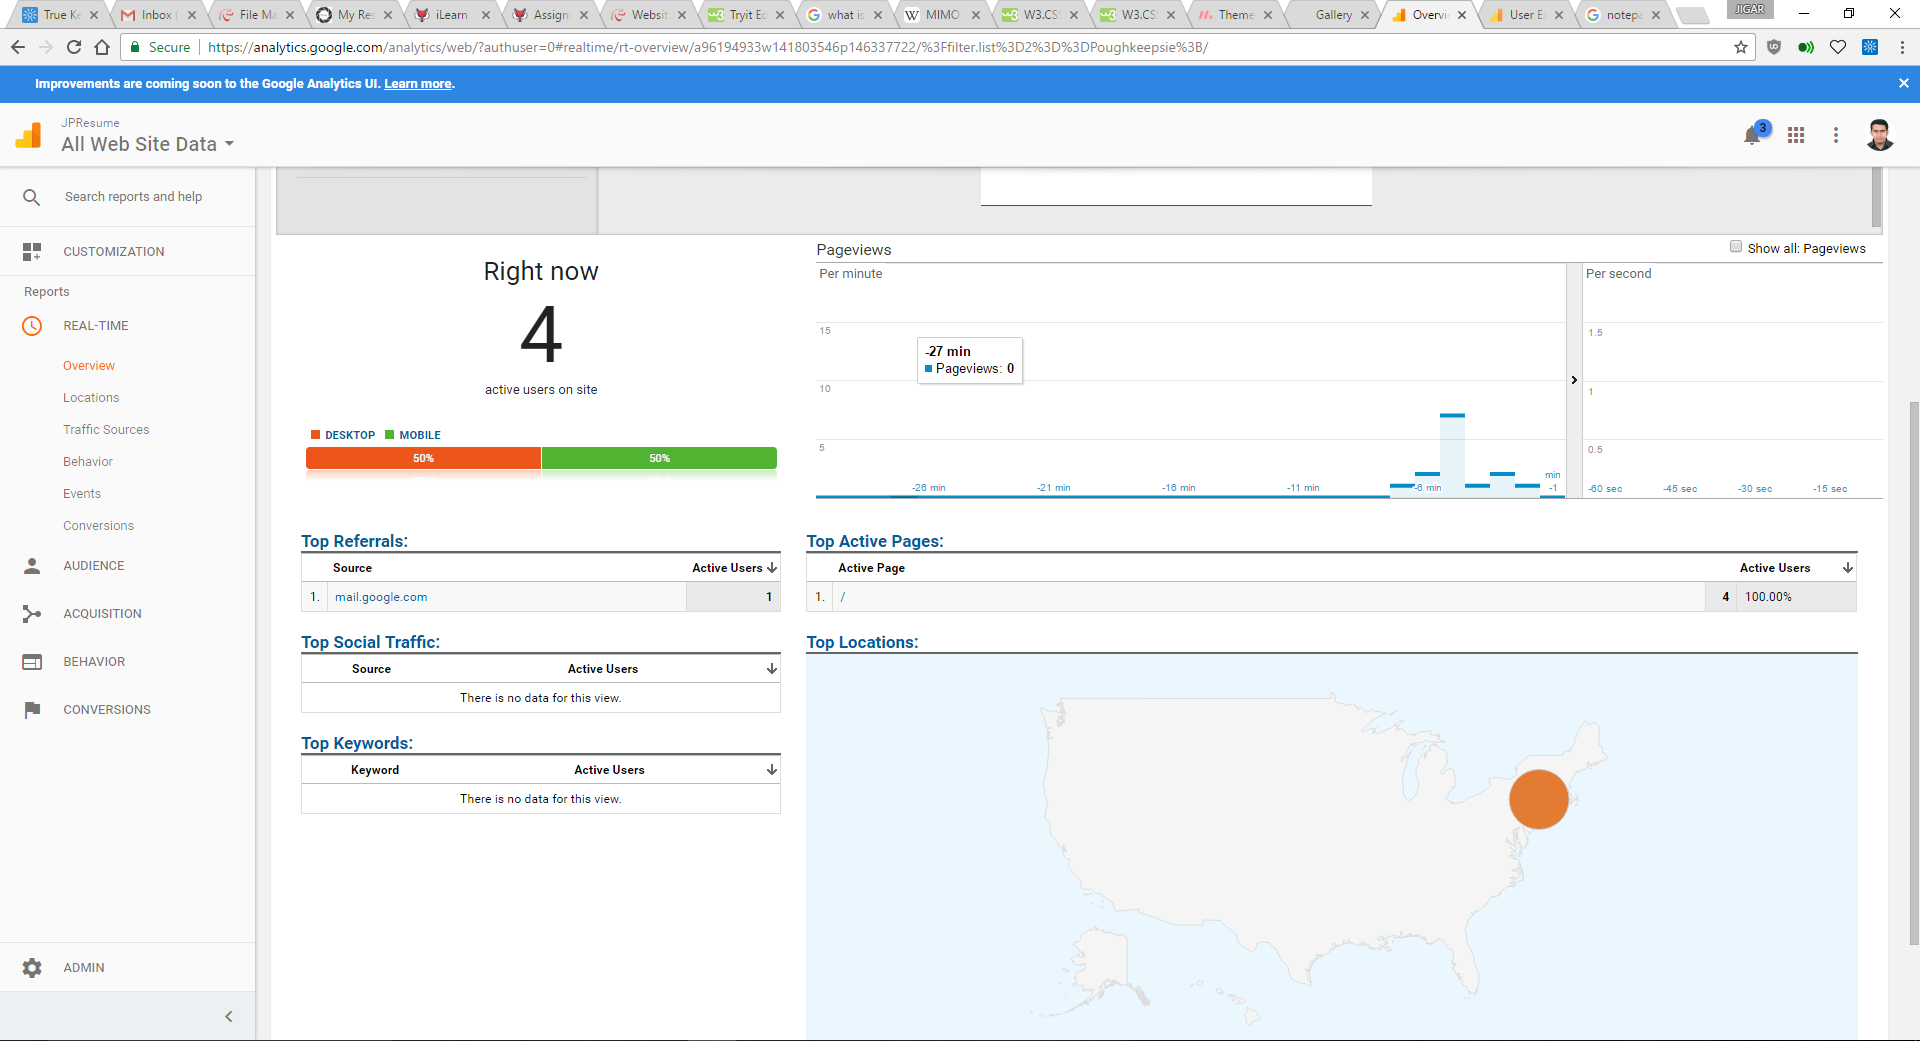 True Ke
Inbox (
File Ma
My Res
iLearn
Assign
Websit
Tryit Ed
what is
MIMO
W3.CS
W3.CS
Theme
Gallery
Overvi
User E
notepa
JIGAR
Secure
https://analytics.google.com/analytics/web/?authuser=0#realtime/rt-overview/a96194933w141803546p146337722/%3Ffilter.list%3D2%3D%3DPoughkeepsie%3B/
Improvements are coming soon to the Google Analytics UI. Learn more.
JPResume
All Web Site Data
3
Search reports and help
CUSTOMIZATION
Reports
REAL-TIME
Overview
Locations
Traffic Sources
Behavior
Events
Conversions
AUDIENCE
ACQUISITION
BEHAVIOR
CONVERSIONS
ADMIN
Right now
4
active users on site
DESKTOP MOBILE
50% 50%
Pageviews
Show all: Pageviews
Per minute
Per second
15
10
5
-27 min
Pageviews: 0
-26 min -21 min -16 min -11 min -6 min
min
-1
1.5
1
0.5
-60 sec -45 sec -30 sec -15 sec
Top Referrals:
Source Active Users
1. mail.google.com 1
Top Active Pages:
Active Page Active Users
1. / 4 100.00%
Top Social Traffic:
Source Active Users
There is no data for this view.
Top Keywords:
Keyword Active Users
There is no data for this view.
Top Locations: